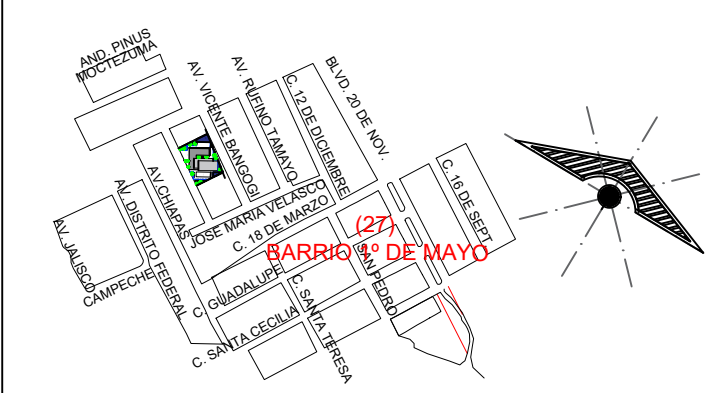 AND. PINUS
MOCTEZUMA
AV. VICENTE BANGOGI
AV. RUFINO TAMAYO
C. 12 DE DICIEMBRE
BLVD. 20 DE NOV.
C. 16 DE SEPT.
AV.CHIAPAS
AV. DISTRITO FEDERAL
AV. JALISCO
CAMPECHE
JOSE MARIA VELASCO
C. 18 DE MARZO
(27)
BARRIO 1º DE MAYO
SAN PEDRO
C. GUADALUPE
C. SANTA CECILIA
C. SANTA TERESA